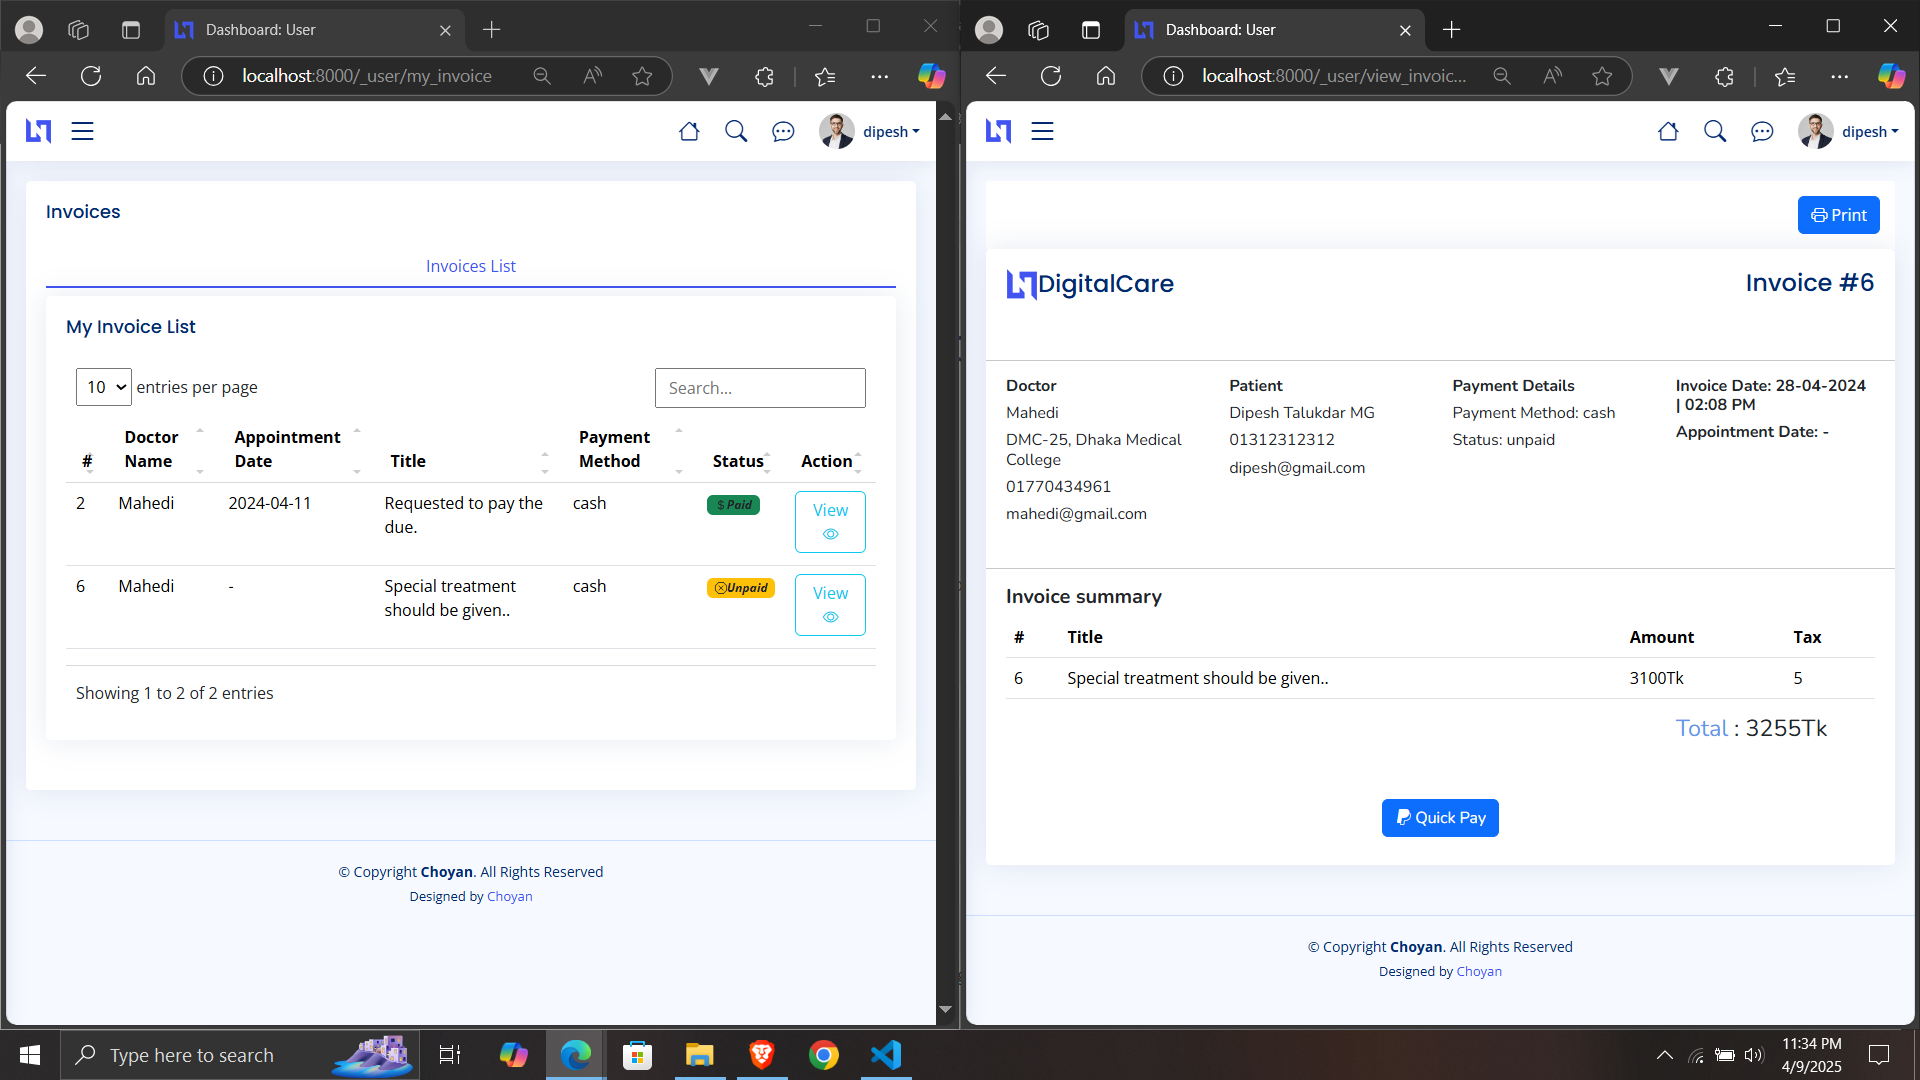 Dashboard: User
localhost:8000/_user/my_invoice
dipesh
Invoices
Invoices List
My Invoice List
10 entries per page
Search...
# Doctor Name Appointment Date Title Payment Method Status Action
2 Mahedi 2024-04-11 Requested to pay the due. cash $ Paid View
6 Mahedi - Special treatment should be given.. cash Unpaid View
Showing 1 to 2 of 2 entries
© Copyright Choyan. All Rights Reserved
Designed by Choyan
Dashboard: User
localhost:8000/_user/view_invoic...
dipesh
Print
DigitalCare
Invoice #6
Doctor
Mahedi
DMC-25, Dhaka Medical
College
01770434961
mahedi@gmail.com
Patient
Dipesh Talukdar MG
01312312312
dipesh@gmail.com
Payment Details
Payment Method: cash
Status: unpaid
Invoice Date: 28-04-2024
| 02:08 PM
Appointment Date: -
Invoice summary
# Title Amount Tax
6 Special treatment should be given.. 3100Tk 5
Total : 3255Tk
Quick Pay
© Copyright Choyan. All Rights Reserved
Designed by Choyan
Type here to search
11:34 PM
4/9/2025